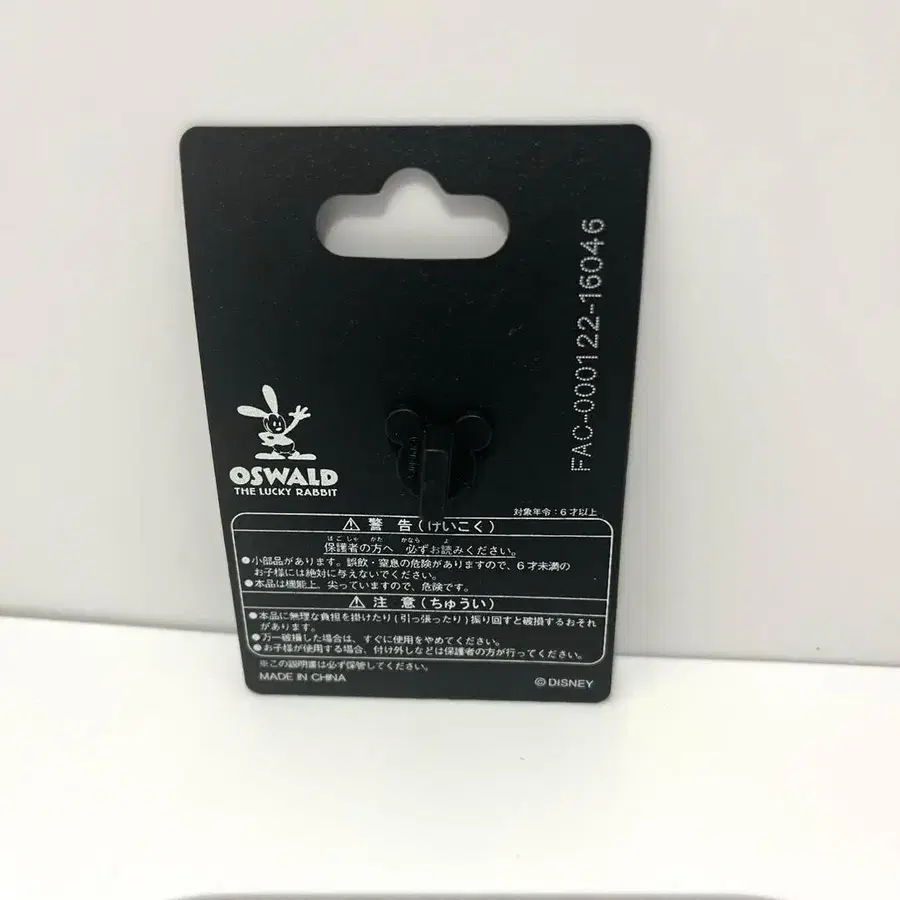 FAC-000122-16046
OSWALD
THE LUCKY RABBIT
対象年令：6才以上
⚠ 警告(けいこく)
ほごしゃ かた かなら よ
保護者の方へ 必ずお読みください。
●小部品があります。誤飲・窒息の危険がありますので、6才未満の
お子様には絶対に与えないでください。
●本品は機能上、尖っていますので、危険です。
⚠ 注意(ちゅうい)
●本品に無理な負担を掛けたり(引っ張ったり)振り回すと破損するおそれ
があります。
●万一破損した場合は、すぐに使用をやめてください。
●お子様が使用する場合、付け外しなどは保護者の方が行ってください。
※この説明書は必ず保管してください。
MADE IN CHINA
©DISNEY